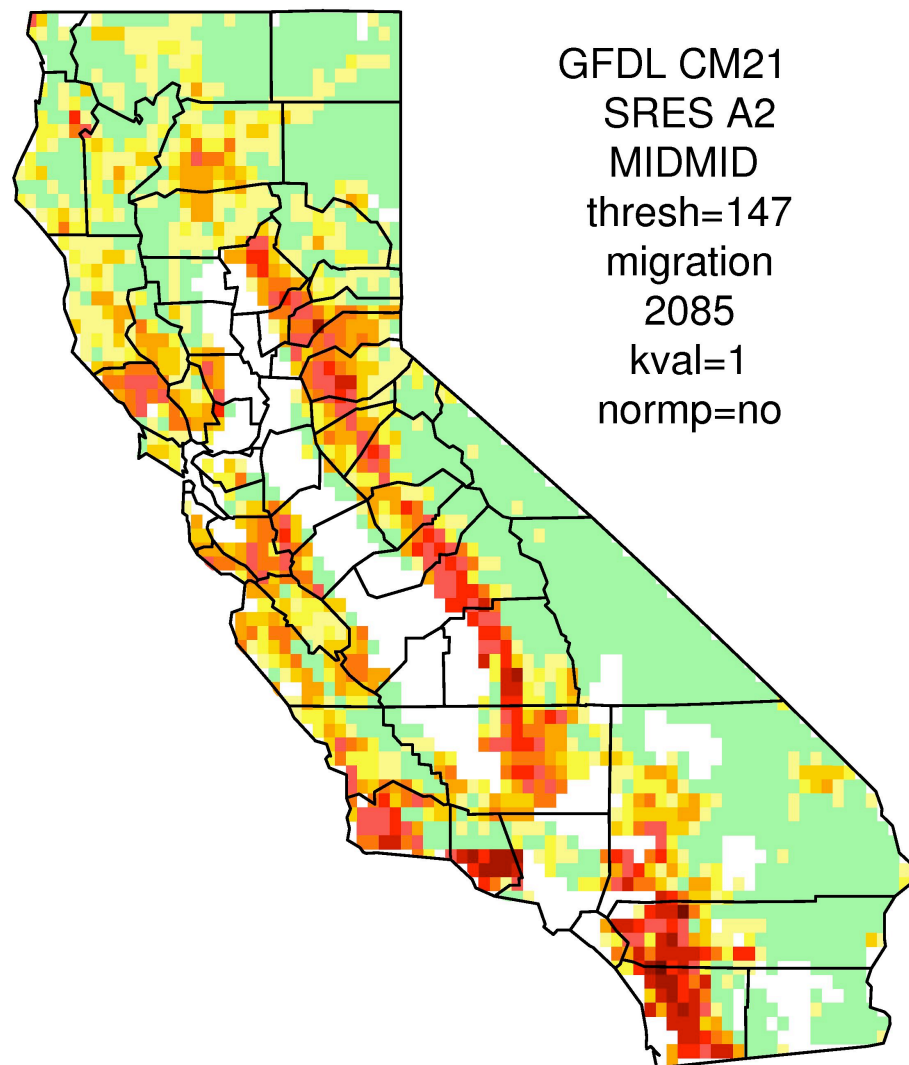 GFDL CM21
SRES A2
MIDMID
thresh=147
migration
2085
kval=1
normp=no